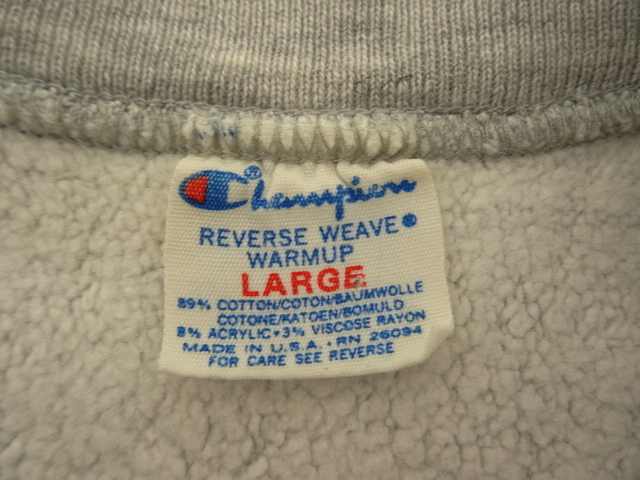 Champion®
REVERSE WEAVE®
WARMUP
LARGE
89% COTTON/COTON/BAUMWOLLE
COTONE/KATOEN/BOMULD
8% ACRYLIC • 3% VISCOSE RAYON
MADE IN U.S.A. • RN 26094
FOR CARE SEE REVERSE